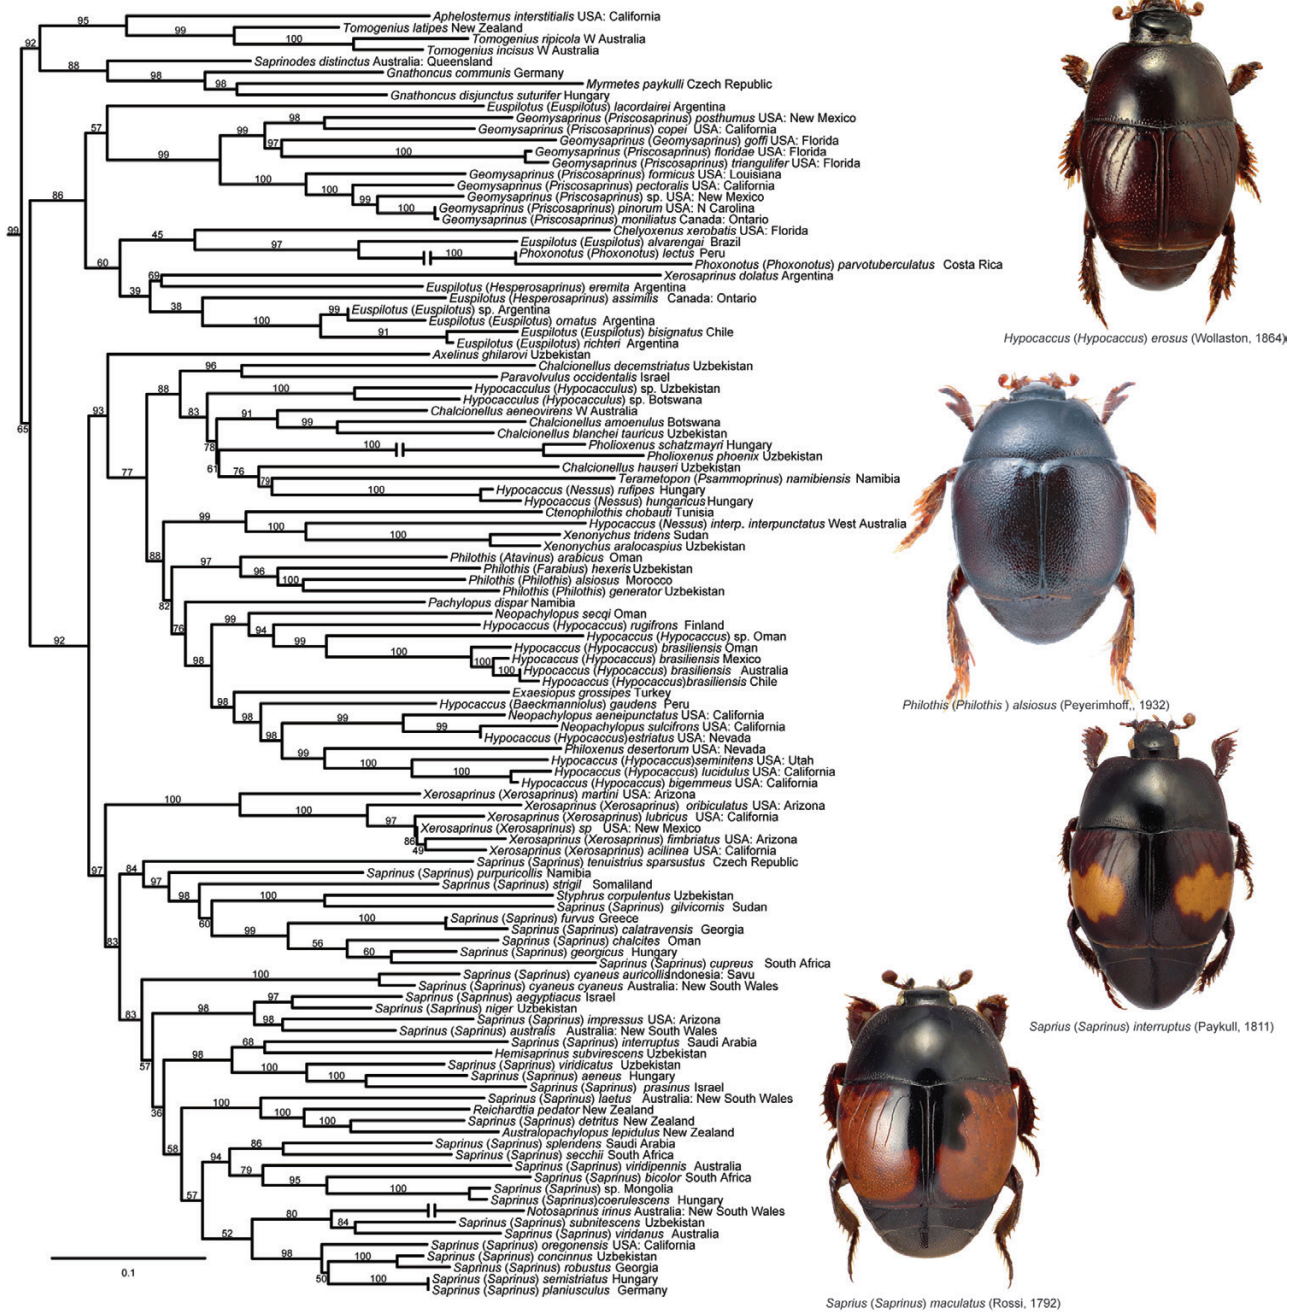 Aphelosternus interstitialis USA: California
95
Tomogenius latipes New Zealand
99
Tomogenius ripicola W Australia
92
100
Tomogenius incisus W Australia
Saprinodes distinctus Australia: Queensland
88
Gnathoncus communis Germany
98
Myrmetes paykulli Czech Republic
98
Gnathoncus disjunctus suturifer Hungary
Euspilotus (Euspilotus) lacordairei Argentina
98
Geomysaprinus (Priscosaprinus) posthumus USA: New Mexico
57
99
Geomysaprinus (Priscosaprinus) copei USA: California
97
Geomysaprinus (Geomysaprinus) goffi USA: Florida
99
100
Geomysaprinus (Priscosaprinus) floridae USA: Florida
Geomysaprinus (Priscosaprinus) triangulifer USA: Florida
Geomysaprinus (Priscosaprinus) formicus USA: Louisiana
100
Geomysaprinus (Priscosaprinus) pectoralis USA: California
100
86
Geomysaprinus (Priscosaprinus) sp. USA: New Mexico
99
100
Geomysaprinus (Priscosaprinus) pinorum USA: N Carolina
Geomysaprinus (Priscosaprinus) moniliatus Canada: Ontario
99
45
Chelyoxenus xerobatis USA: Florida
97
Euspilotus (Euspilotus) alvarengai Brazil
100
Phoxonotus (Phoxonotus) lectus Peru
60
Phoxonotus (Phoxonotus) parvotuberculatus Costa Rica
69
Xerosaprinus dolatus Argentina
39
Euspilotus (Hesperosaprinus) eremita Argentina
38
Euspilotus (Hesperosaprinus) assimilis Canada: Ontario
99
Euspilotus (Euspilotus) sp. Argentina
100
Euspilotus (Euspilotus) ornatus Argentina
91
Euspilotus (Euspilotus) bisignatus Chile
Euspilotus (Euspilotus) richteri Argentina
Hypocaccus (Hypocaccus) erosus (Wollaston, 1864)
Axelinus ghilarovi Uzbekistan
96
Chalcionellus decemstriatus Uzbekistan
Paravolvulus occidentalis Israel
88
100
Hypocacculus (Hypocacculus) sp. Uzbekistan
Hypocacculus (Hypocacculus) sp. Botswana
93
83
91
Chalcionellus aeneovirens W Australia
99
Chalcionellus amoenulus Botswana
65
Chalcionellus blanchei tauricus Uzbekistan
78
100
Pholioxenus schatzmayri Hungary
Pholioxenus phoenix Uzbekistan
61
76
Chalcionellus hauseri Uzbekistan
77
79
Terametopon (Psammoprinus) namibiensis Namibia
100
Hypocaccus (Nessus) rufipes Hungary
Hypocaccus (Nessus) hungaricus Hungary
99
Ctenophilothis chobauti Tunisia
100
Hypocaccus (Nessus) interp. interpunctatus West Australia
100
Xenonychus tridens Sudan
Xenonychus aralocaspius Uzbekistan
88
97
Philothis (Atavinus) arabicus Oman
96
Philothis (Farabius) hexeris Uzbekistan
100
Philothis (Philothis) alsiosus Morocco
Philothis (Philothis) generator Uzbekistan
82
Pachylopus dispar Namibia
99
Neopachylopus secqi Oman
76
94
Hypocaccus (Hypocaccus) rugifrons Finland
92
99
Hypocaccus (Hypocaccus) sp. Oman
100
Hypocaccus (Hypocaccus) brasiliensis Oman
98
100
Hypocaccus (Hypocaccus) brasiliensis Mexico
100
Hypocaccus (Hypocaccus) brasiliensis Australia
Hypocaccus (Hypocaccus)brasiliensis Chile
Exaesiopus grossipes Turkey
98
Hypocaccus (Baeckmanniolus) gaudens Peru
98
99
Neopachylopus aeneipunctatus USA: California
99
Neopachylopus sulcifrons USA: California
98
Hypocaccus (Hypocaccus)estriatus USA: Nevada
99
Philoxenus desertorum USA: Nevada
100
Hypocaccus (Hypocaccus)seminitens USA: Utah
100
Hypocaccus (Hypocaccus) lucidulus USA: California
Hypocaccus (Hypocaccus) bigemmeus USA: California
Philothis (Philothis ) alsiosus (Peyerimhoff,, 1932)
100
Xerosaprinus (Xerosaprinus) martini USA: Arizona
100
Xerosaprinus (Xerosaprinus) oribiculatus USA: Arizona
97
Xerosaprinus (Xerosaprinus) lubricus USA: California
Xerosaprinus (Xerosaprinus) sp USA: New Mexico
86
Xerosaprinus (Xerosaprinus) fimbriatus USA: Arizona
49
Xerosaprinus (Xerosaprinus) acilinea USA: California
97
84
Saprinus (Saprinus) tenuistrius sparsustus Czech Republic
97
Saprinus (Saprinus) purpuricollis Namibia
98
Saprinus (Saprinus) strigil Somaliland
100
Styphrus corpulentus Uzbekistan
Saprinus (Saprinus) gilvicornis Sudan
60
100
Saprinus (Saprinus) furvus Greece
99
Saprinus (Saprinus) calatravensis Georgia
83
56
Saprinus (Saprinus) chalcites Oman
60
Saprinus (Saprinus) georgicus Hungary
Saprinus (Saprinus) cupreus South Africa
100
Saprinus (Saprinus) cyaneus auricollisIndonesia: Savu
Saprinus (Saprinus) cyaneus cyaneus Australia: New South Wales
83
97
Saprinus (Saprinus) aegyptiacus Israel
98
Saprinus (Saprinus) niger Uzbekistan
98
Saprinus (Saprinus) impressus USA: Arizona
Saprinus (Saprinus) australis Australia: New South Wales
68
Saprinus (Saprinus) interruptus Saudi Arabia
57
98
Hemisaprinus subvirescens Uzbekistan
100
Saprinus (Saprinus) viridicatus Uzbekistan
100
Saprinus (Saprinus) aeneus Hungary
Saprinus (Saprinus) prasinus Israel
36
100
Saprinus (Saprinus) laetus Australia: New South Wales
100
Reichardtia pedator New Zealand
100
Saprinus (Saprinus) detritus New Zealand
Australopachylopus lepidulus New Zealand
58
86
Saprinus (Saprinus) splendens Saudi Arabia
94
Saprinus (Saprinus) secchii South Africa
79
Saprinus (Saprinus) viridipennis Australia
95
Saprinus (Saprinus) bicolor South Africa
57
100
Saprinus (Saprinus) sp. Mongolia
Saprinus (Saprinus)coerulescens Hungary
80
Notosaprinus irinus Australia: New South Wales
84
Saprinus (Saprinus) subnitescens Uzbekistan
52
Saprinus (Saprinus) viridanus Australia
98
Saprinus (Saprinus) oregonensis USA: California
100
Saprinus (Saprinus) concinnus Uzbekistan
Saprinus (Saprinus) robustus Georgia
50
100
Saprinus (Saprinus) semistriatus Hungary
Saprinus (Saprinus) planiusculus Germany
0.1
Saprius (Saprinus) interruptus (Paykull, 1811)
Saprius (Saprinus) maculatus (Rossi, 1792)